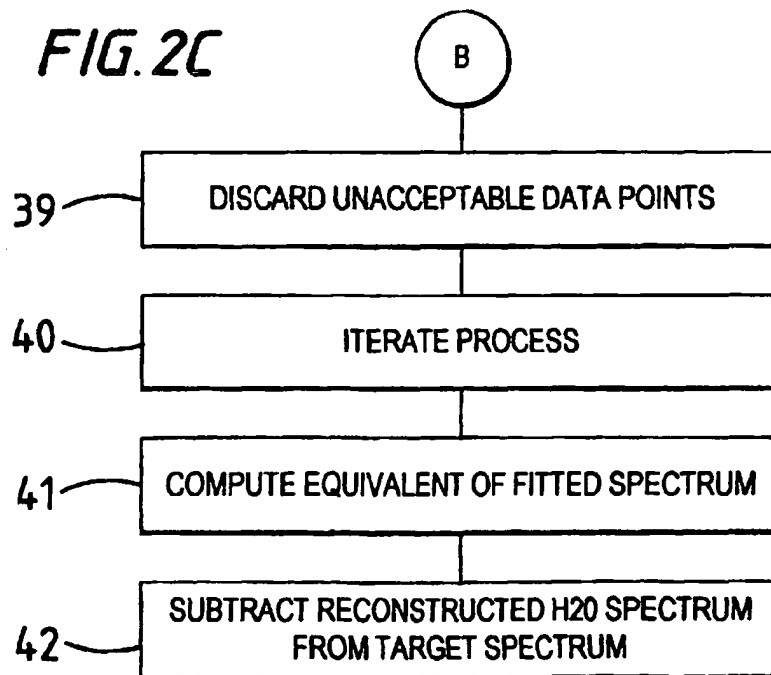 FIG. 2C
B
39
DISCARD UNACCEPTABLE DATA POINTS
40
ITERATE PROCESS
41
COMPUTE EQUIVALENT OF FITTED SPECTRUM
42
SUBTRACT RECONSTRUCTED H20 SPECTRUM
FROM TARGET SPECTRUM